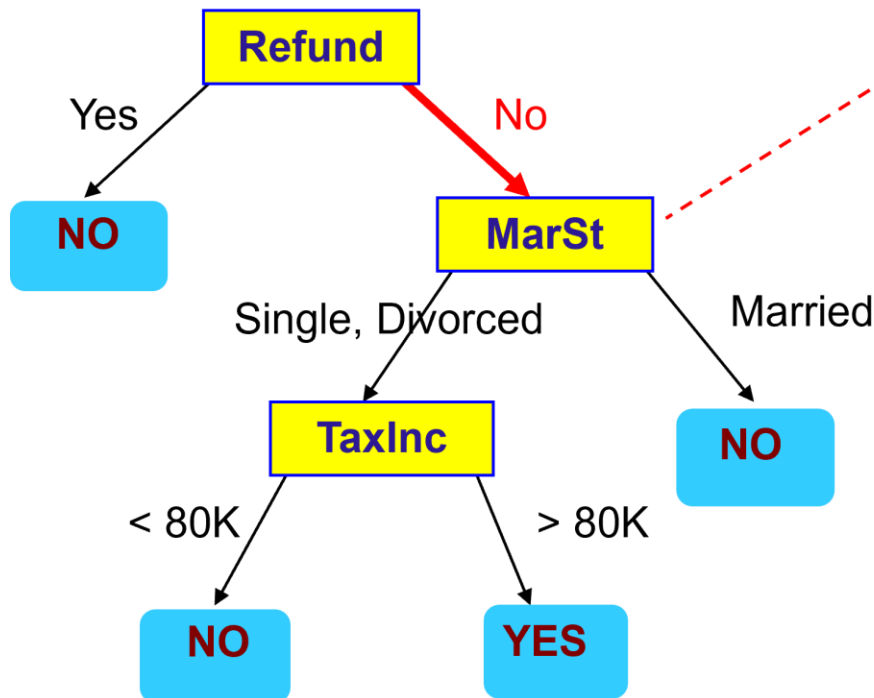 Refund
Yes
No
NO
MarSt
Single, Divorced
Married
TaxInc
NO
< 80K
> 80K
NO
YES